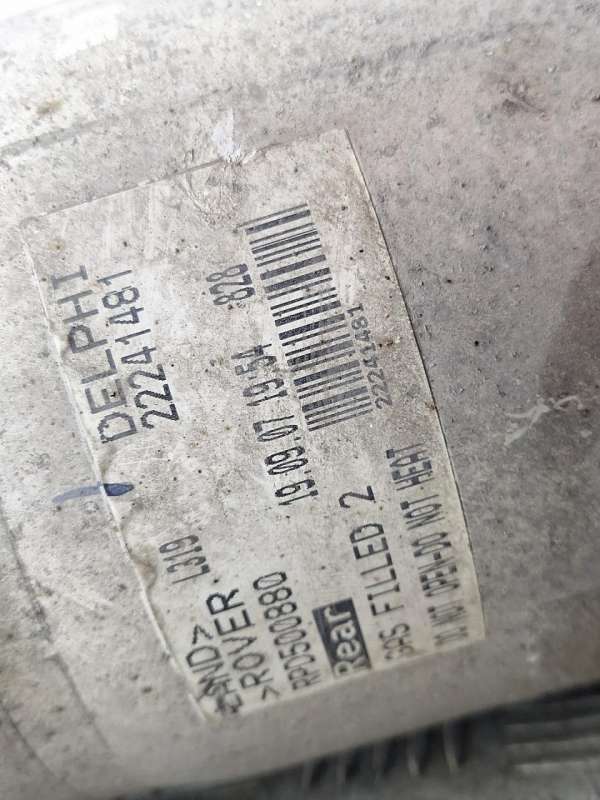 DELPHI
22241481
L319
19.09.07 19:54 828
22241481
<LAND>
>ROVER
RPD500880
Rear
GAS FILLED 2
DO NOT OPEN-DO NOT HEAT